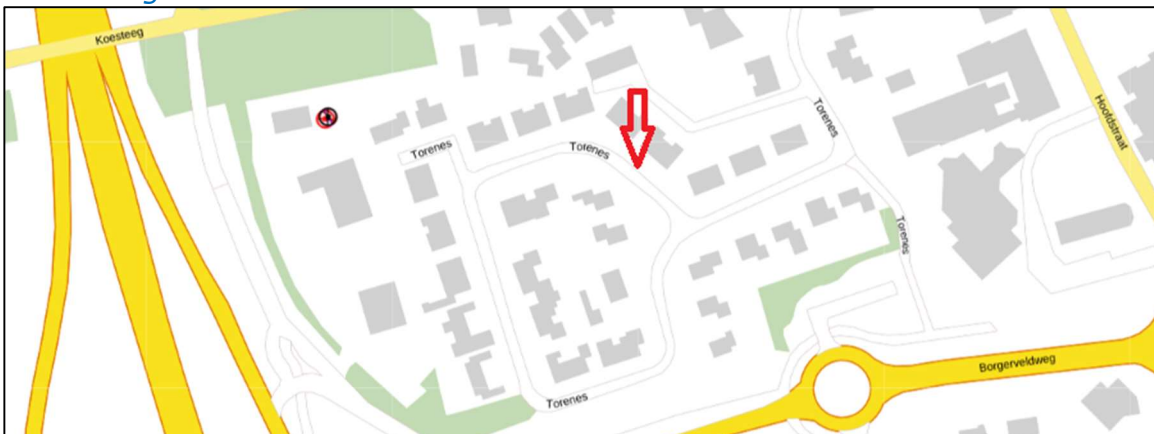 Koesteeg
Hoofdstraat
Torenes
Torenes
Torenes
Torenes
Borgerveldweg
Torenes